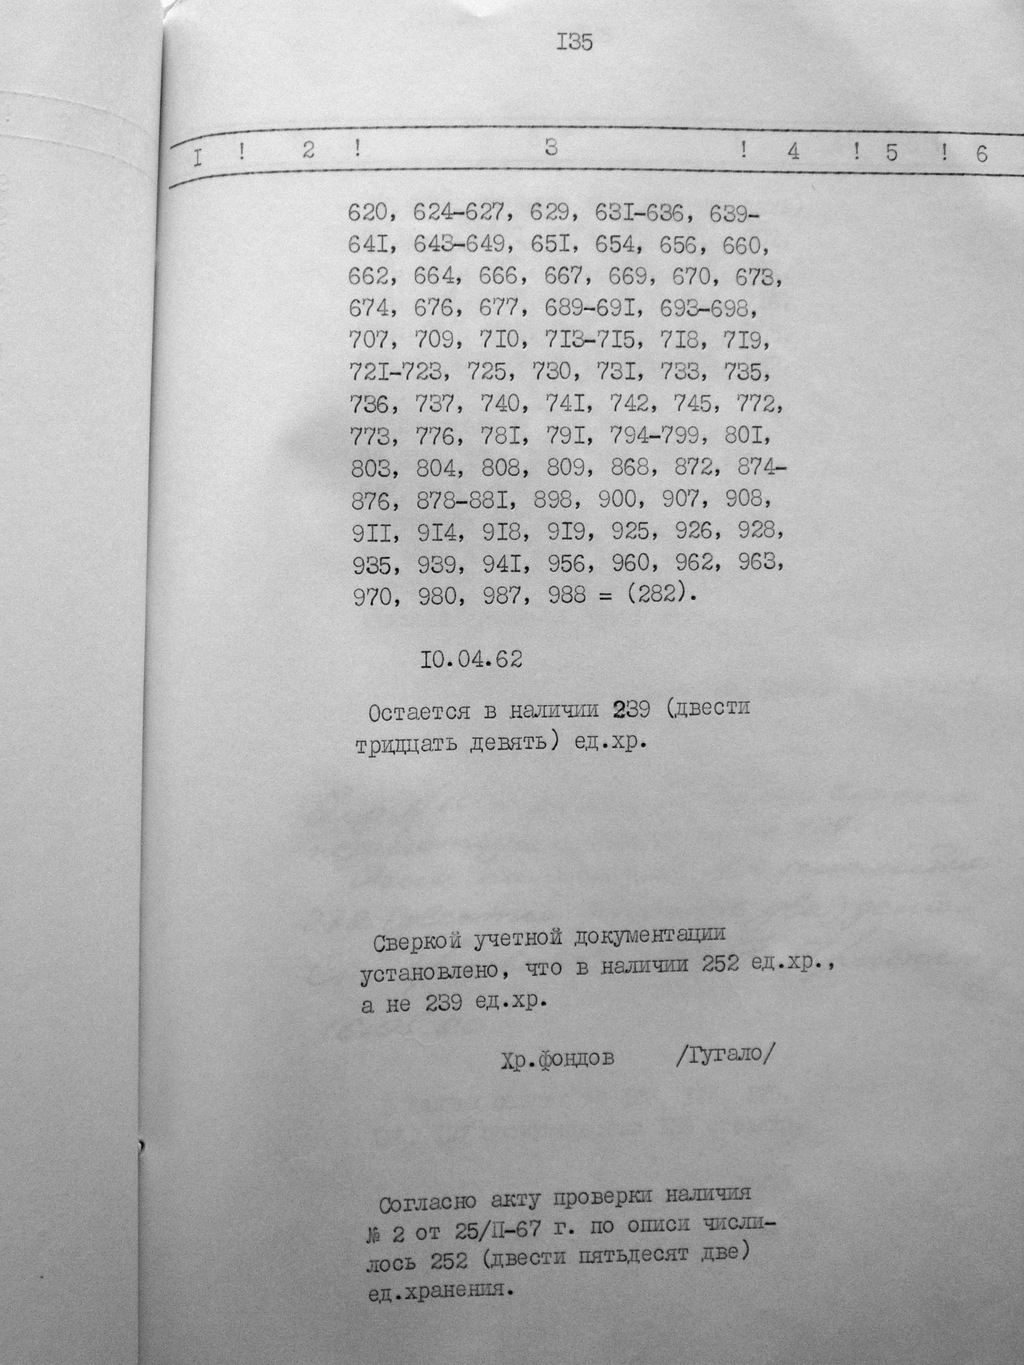 I35
I ! 2 ! 3 ! 4 ! 5 ! 6
620, 624-627, 629, 63I-636, 639-
64I, 643-649, 65I, 654, 656, 660,
662, 664, 666, 667, 669, 670, 673,
674, 676, 677, 689-69I, 693-698,
707, 709, 7I0, 7I3-7I5, 7I8, 7I9,
72I-723, 725, 730, 73I, 733, 735,
736, 737, 740, 74I, 742, 745, 772,
773, 776, 78I, 79I, 794-799, 80I,
803, 804, 808, 809, 868, 872, 874-
876, 878-88I, 898, 900, 907, 908,
9II, 9I4, 9I8, 9I9, 925, 926, 928,
935, 939, 94I, 956, 960, 962, 963,
970, 980, 987, 988 = (282).
I0.04.62
Остается в наличии 239 (двести
тридцать девять) ед.хр.
Сверкой учетной документации
установлено, что в наличии 252 ед.хр.,
а не 239 ед.хр.
Хр.фондов /Гугало/
Согласно акту проверки наличия
№ 2 от 25/П-67 г. по описи числи-
лось 252 (двести пятьдесят две)
ед.хранения.